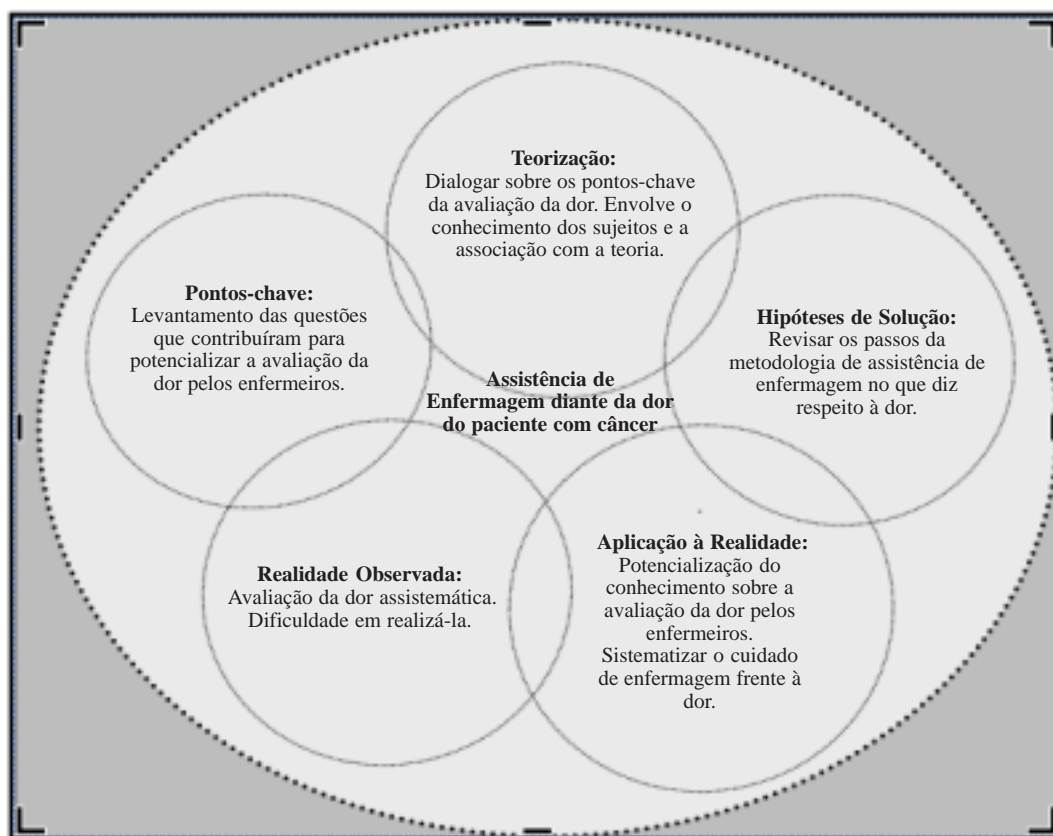 Teorização:
Dialogar sobre os pontos-chave
da avaliação da dor. Envolve o
conhecimento dos sujeitos e a
associação com a teoria.
Pontos-chave:
Levantamento das questões
que contribuíram para
potencializar a avaliação da
dor pelos enfermeiros.
Hipóteses de Solução:
Revisar os passos da
metodologia de assistência de
enfermagem no que diz
respeito à dor.
Assistência de
Enfermagem diante da dor
do paciente com câncer
Realidade Observada:
Avaliação da dor assistemática.
Dificuldade em realizá-la.
Aplicação à Realidade:
Potencialização do
conhecimento sobre a
avaliação da dor pelos
enfermeiros.
Sistematizar o cuidado
de enfermagem frente à
dor.